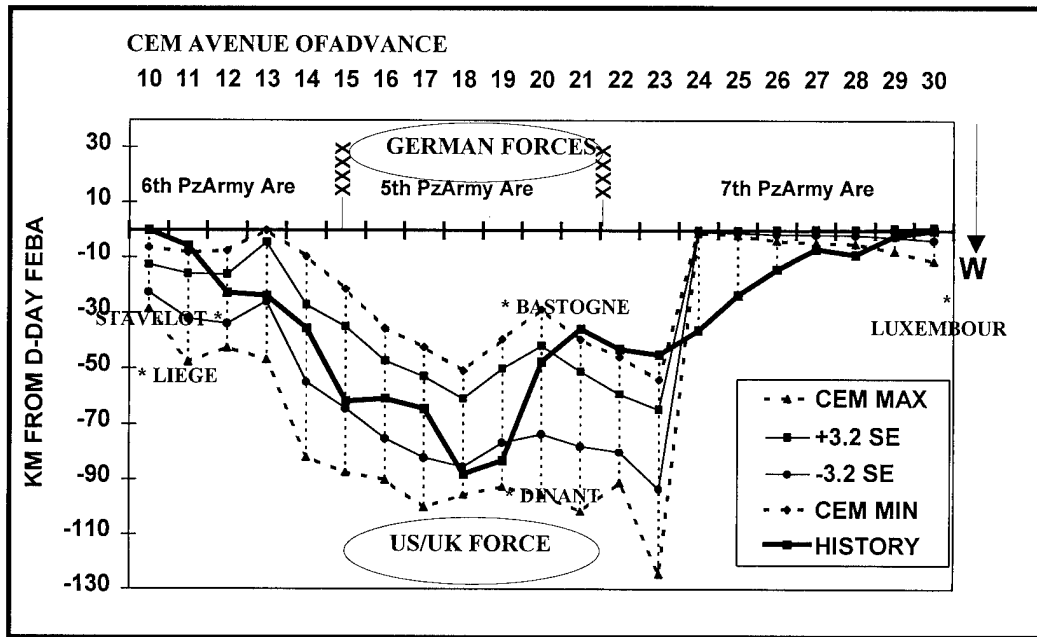 CEM AVENUE OFADVANCE
10 11 12 13 14 15 16 17 18 19 20 21 22 23 24 25 26 27 28 29 30
30
10
-10
-30
-50
-70
-90
-110
-130
KM FROM D-DAY FEBA
GERMAN FORCES
XXXX
XXXX
6th PzArmy Are
5th PzArmy Are
7th PzArmy Are
W
* BASTOGNE
STAVELOT *
*
LUXEMBOUR
* LIEGE
* DINANT
US/UK FORCE
CEM MAX
+3.2 SE
-3.2 SE
CEM MIN
HISTORY